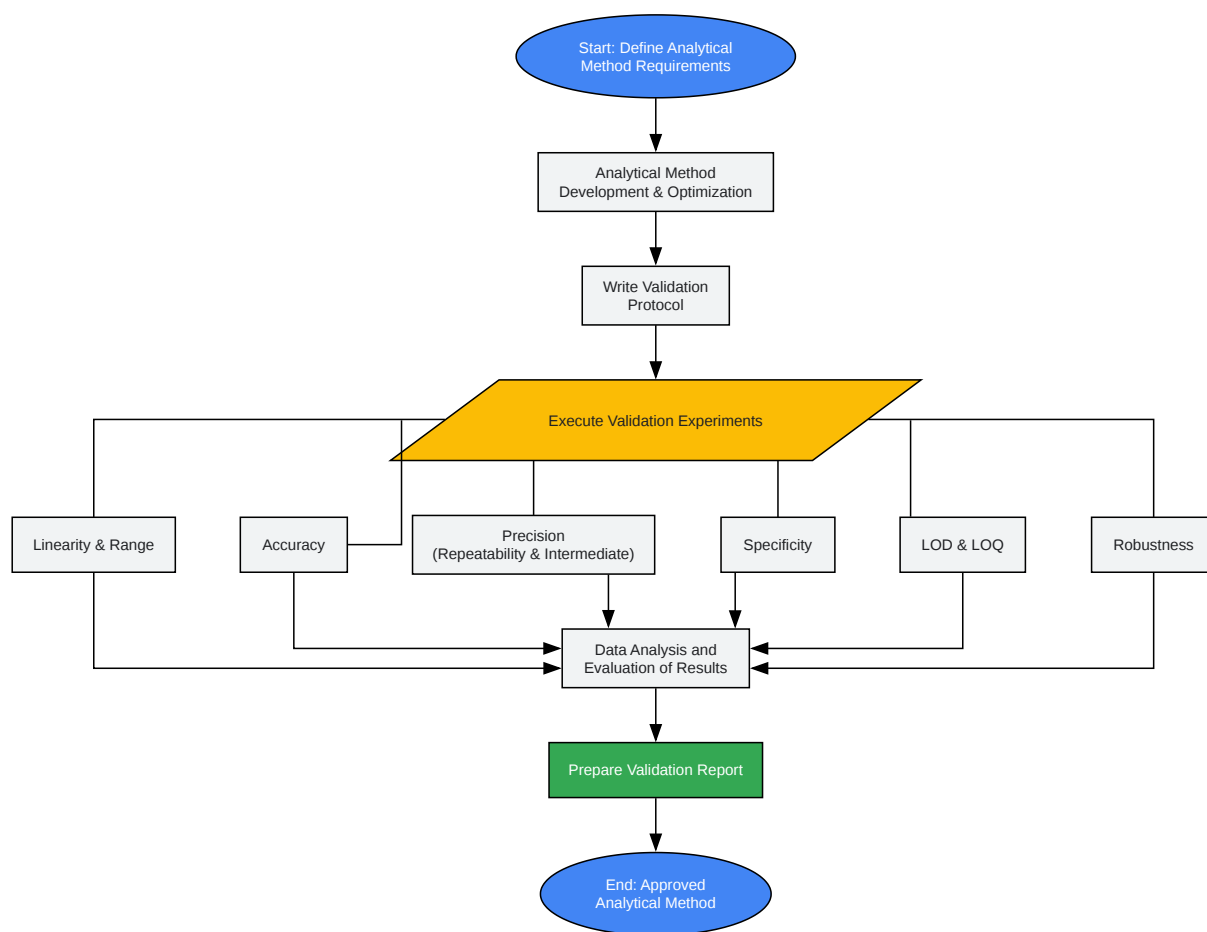 Start: Define Analytical
Method Requirements
Analytical Method
Development & Optimization
Write Validation
Protocol
Execute Validation Experiments
Linearity & Range
Accuracy
Precision
(Repeatability & Intermediate)
Specificity
LOD & LOQ
Robustness
Data Analysis and
Evaluation of Results
Prepare Validation Report
End: Approved
Analytical Method